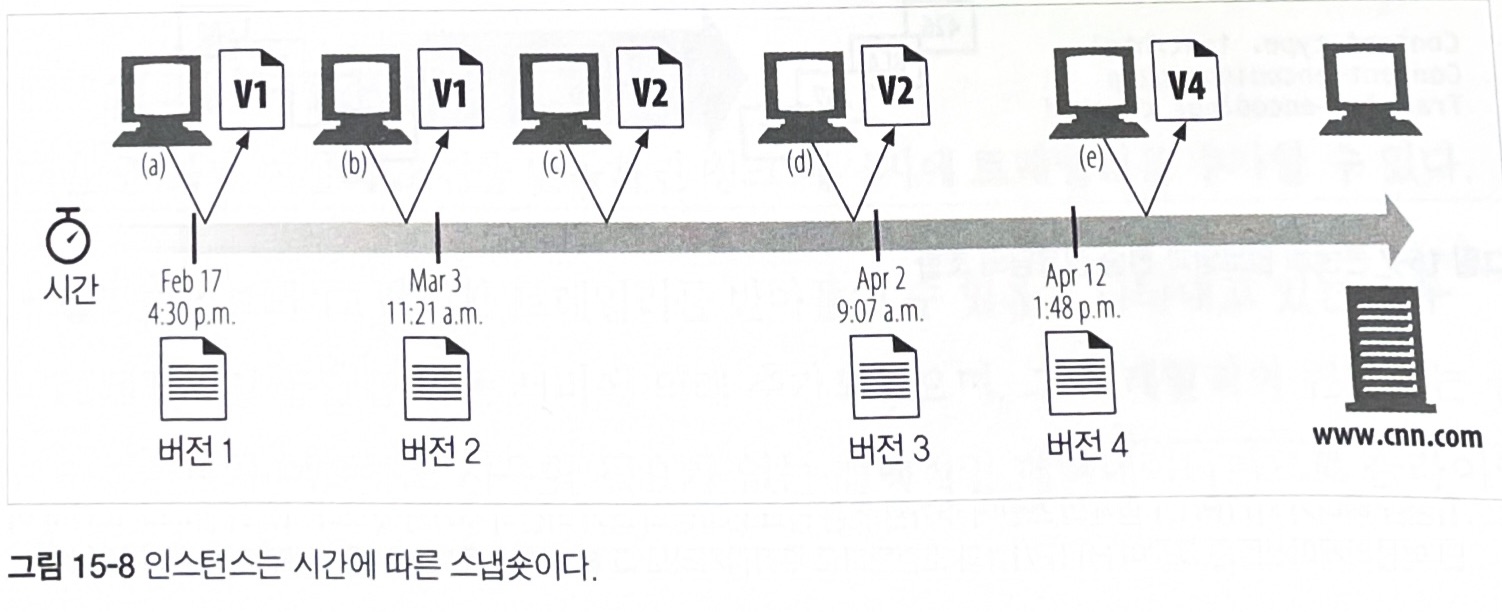 V1
V1
V2
V2
V4
(a)
(b)
(c)
(d)
(e)
시간
Feb 17
4:30 p.m.
Mar 3
11:21 a.m.
Apr 2
9:07 a.m.
Apr 12
1:48 p.m.
버전 1
버전 2
버전 3
버전 4
www.cnn.com
그림 15-8 인스턴스는 시간에 따른 스냅숏이다.